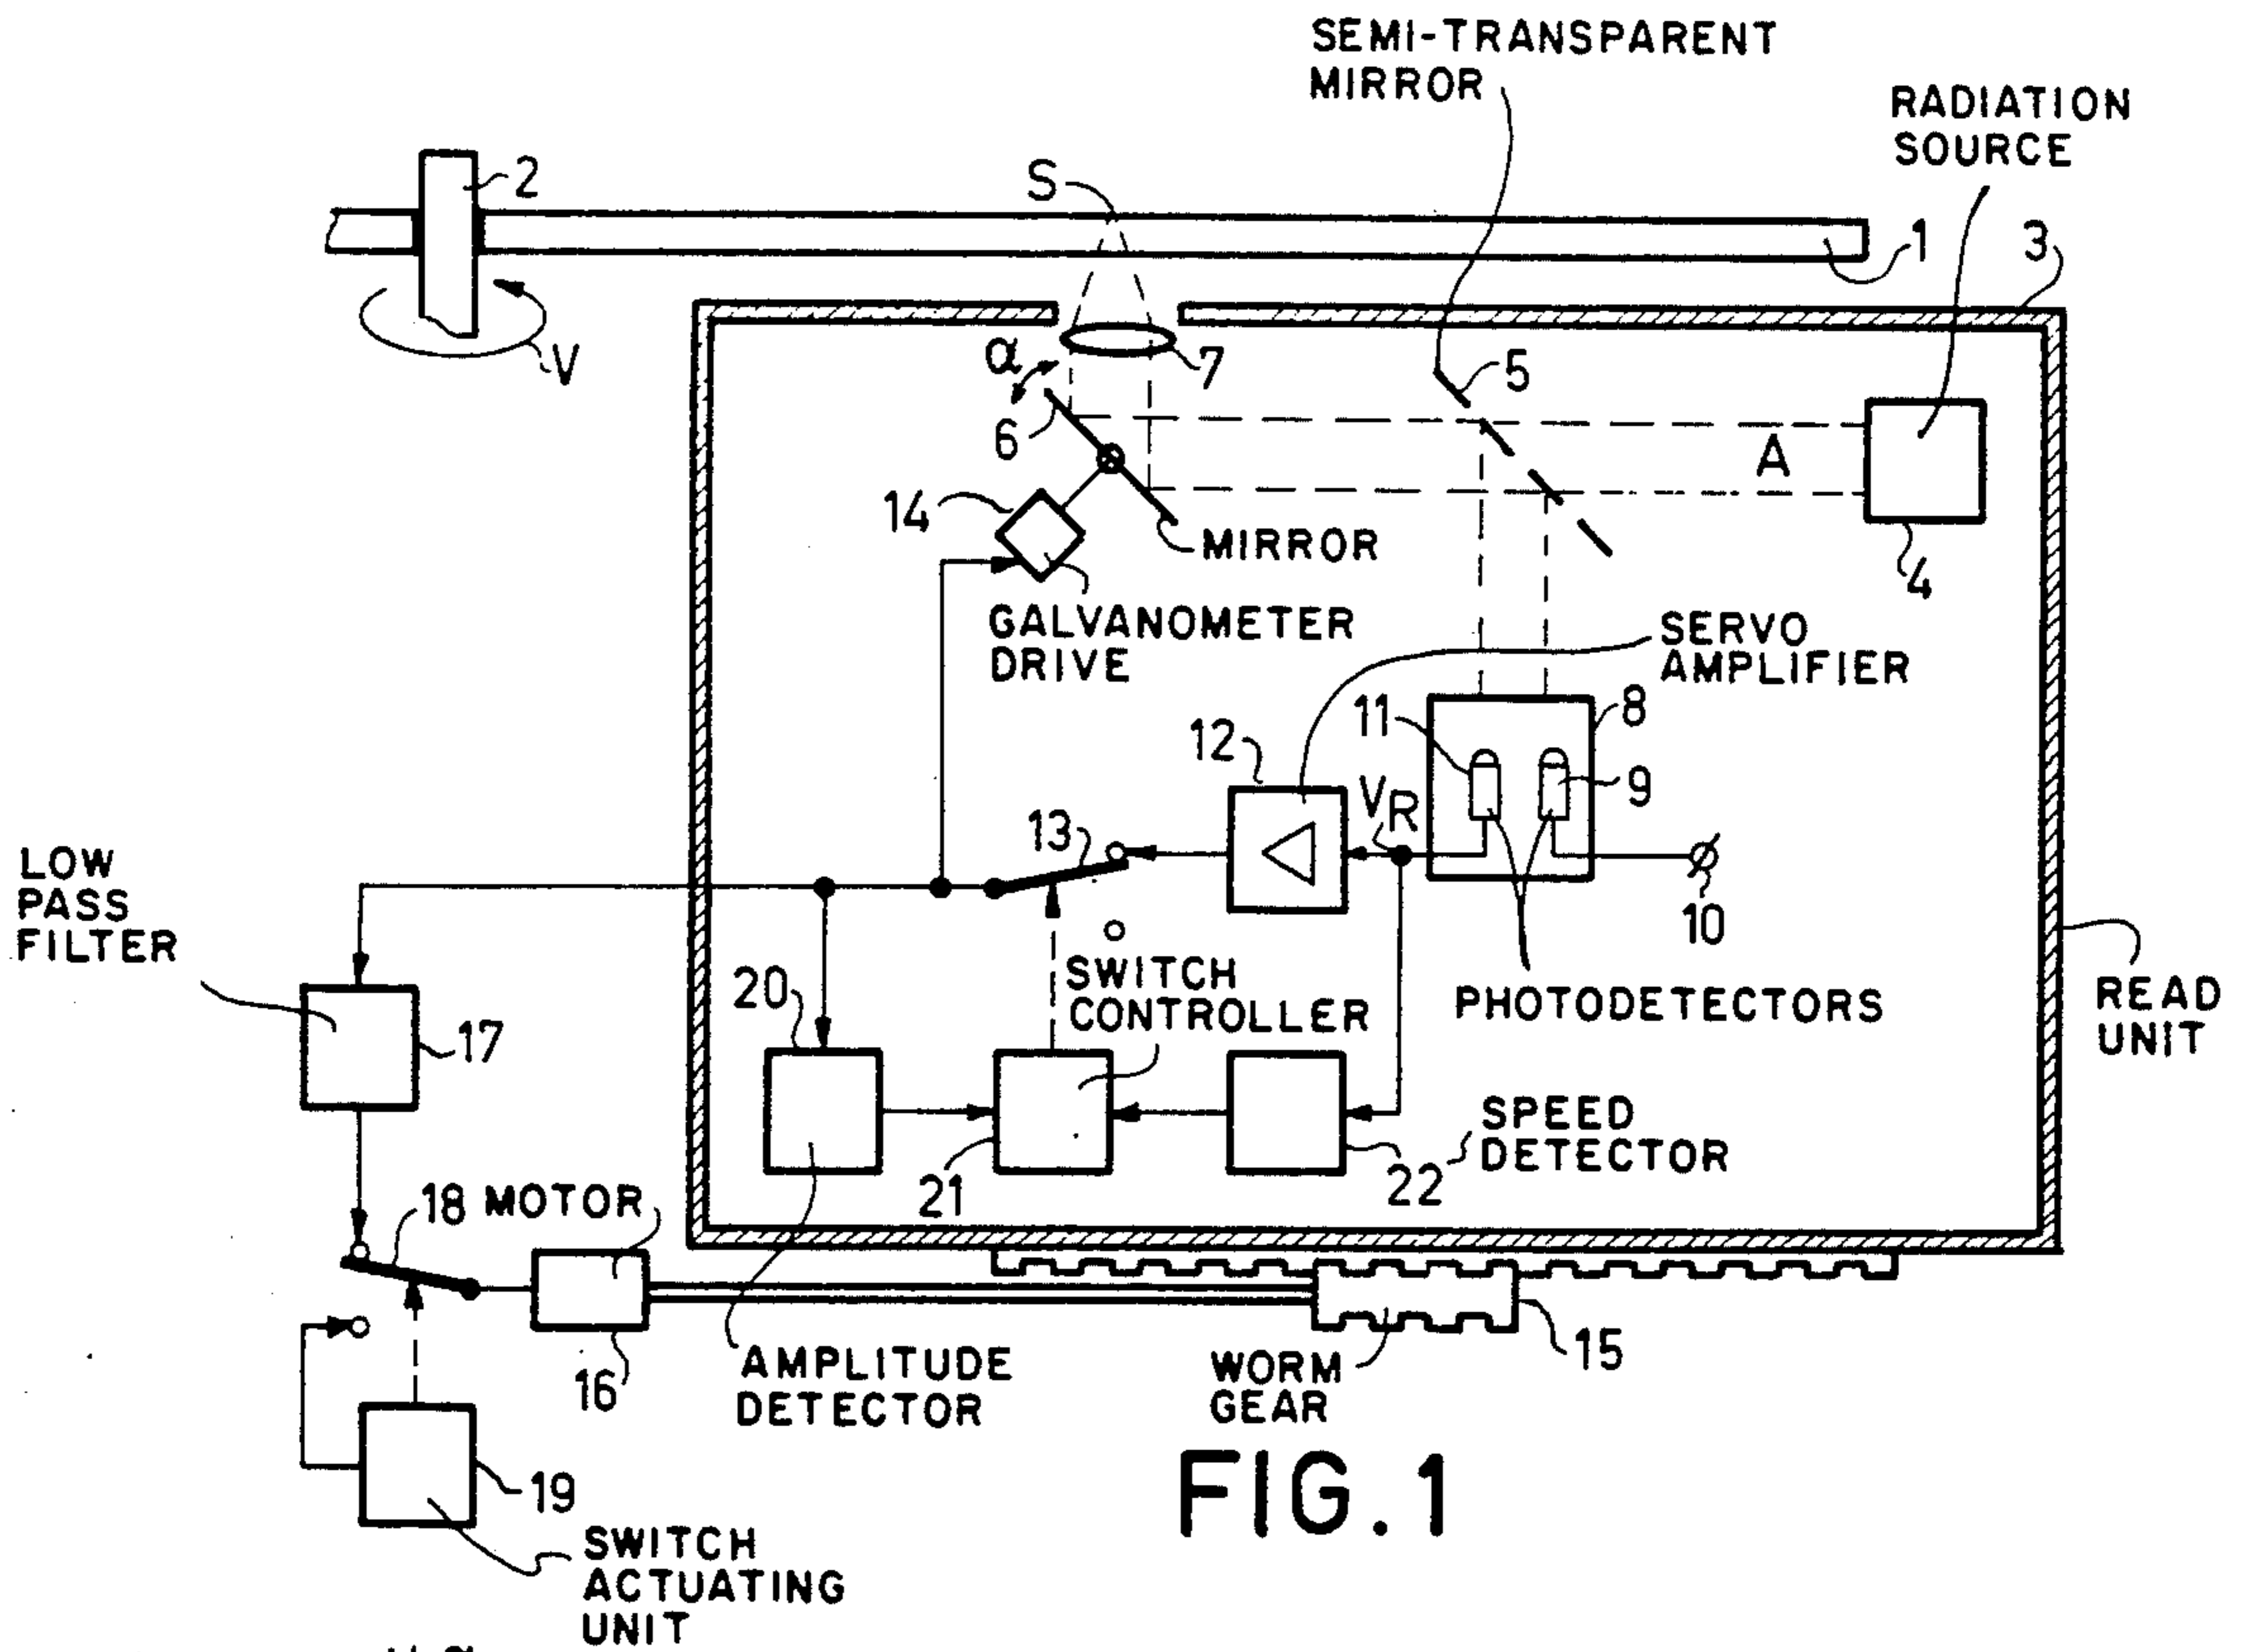 SEMI-TRANSPARENT
MIRROR
RADIATION
SOURCE
2
S
1
3
V
α
7
5
6
A
14
MIRROR
4
GALVANOMETER
DRIVE
SERVO
AMPLIFIER
11
8
12
9
13
VR
LOW
PASS
FILTER
10
SWITCH
CONTROLLER
20
PHOTODETECTORS
READ
UNIT
17
SPEED
DETECTOR
21
22
18 MOTOR
16
15
AMPLITUDE
DETECTOR
WORM
GEAR
19
FIG. 1
SWITCH
ACTUATING
UNIT